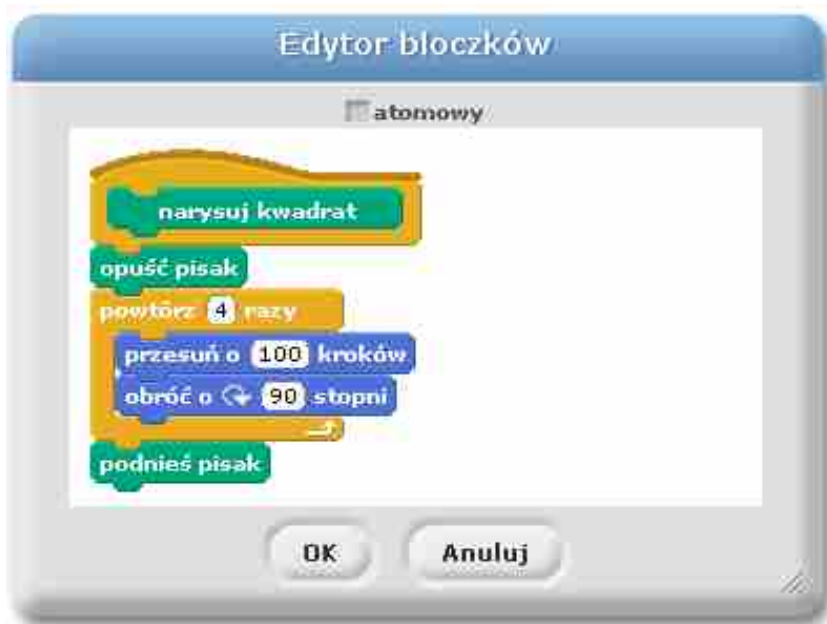 Edytor bloczków
atomowy
narysuj kwadrat
opuść pisak
powtórz 4 razy
przesuń o 100 kroków
obróć o 90 stopni
podnieś pisak
OK Anuluj